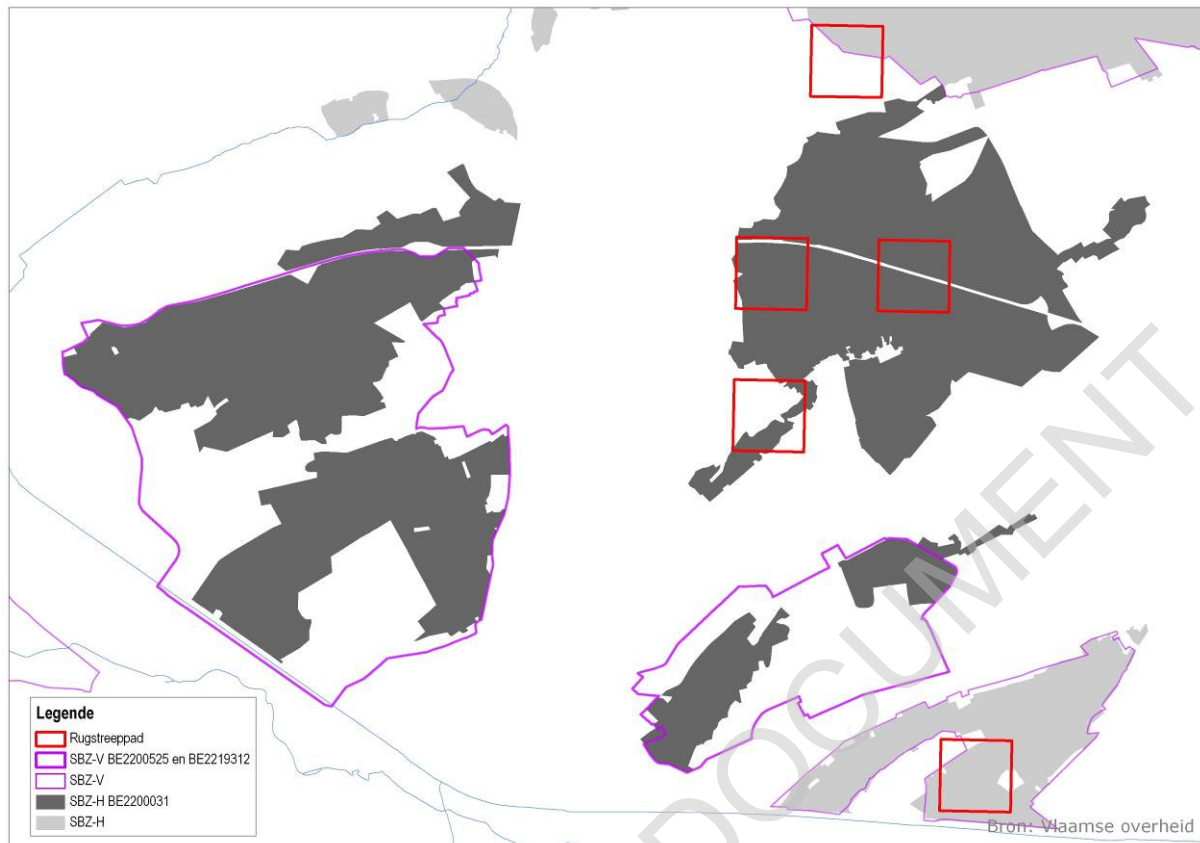 Legende
Rugstreeppad
SBZ-V BE2200525 en BE2219312
SBZ-V
SBZ-H BE2200031
SBZ-H
DOCUMENT
Bron: Vlaamse overheid